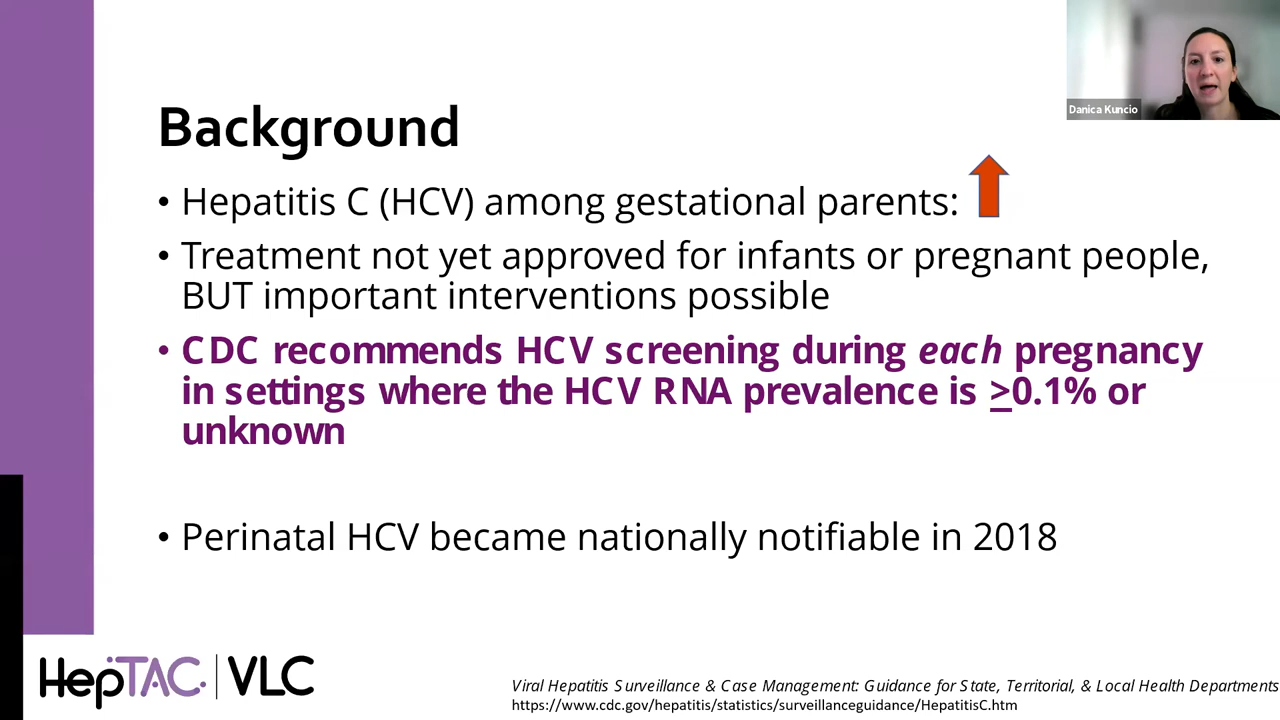 Danica Kuncio
Background
• Hepatitis C (HCV) among gestational parents:
• Treatment not yet approved for infants or pregnant people,
BUT important interventions possible
• CDC recommends HCV screening during each pregnancy
in settings where the HCV RNA prevalence is >0.1% or
unknown
• Perinatal HCV became nationally notifiable in 2018
HepTAC | VLC
Viral Hepatitis Surveillance & Case Management: Guidance for State, Territorial, & Local Health Departments
https://www.cdc.gov/hepatitis/statistics/surveillanceguidance/HepatitisC.htm